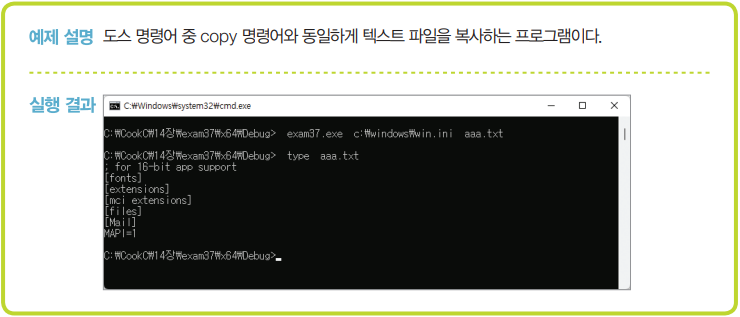 예제 설명 도스 명령어 중 copy 명령어와 동일하게 텍스트 파일을 복사하는 프로그램이다.
실행 결과
C:₩Windows₩system32₩cmd.exe
C:₩CookC₩14장₩exam37₩x64₩Debug> exam37.exe c:₩windows₩win.ini aaa.txt
C:₩CookC₩14장₩exam37₩x64₩Debug> type aaa.txt
; for 16-bit app support
[fonts]
[extensions]
[mci extensions]
[files]
[Mail]
MAPI=1
C:₩CookC₩14장₩exam37₩x64₩Debug>